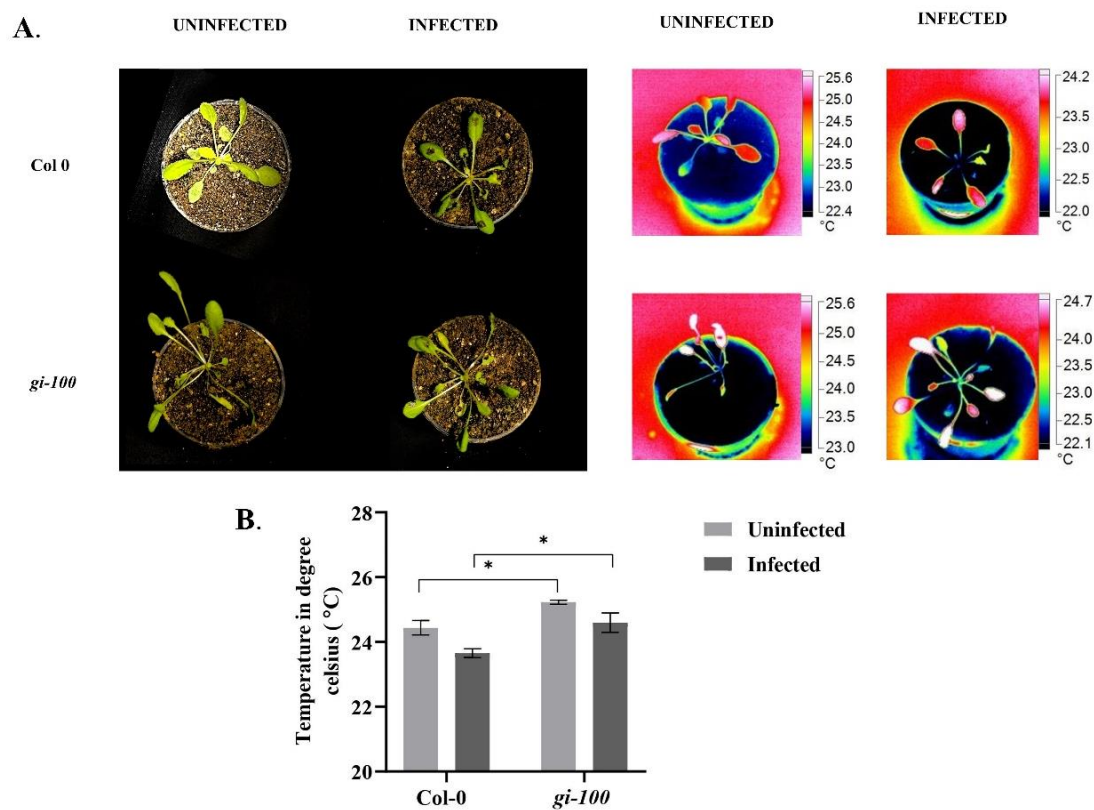 A.
UNINFECTED INFECTED UNINFECTED INFECTED
Col 0
25.6
25.0
24.5
24.0
23.5
23.0
22.4
°C
24.2
23.5
23.0
22.5
22.0
°C
gi-100
25.6
25.0
24.5
24.0
23.5
23.0
°C
24.7
24.0
23.5
23.0
22.5
22.1
°C
B.
Temperature in degree
celsius ( °C)
28
26
24
22
20
*
*
Col-0 gi-100
Uninfected
Infected